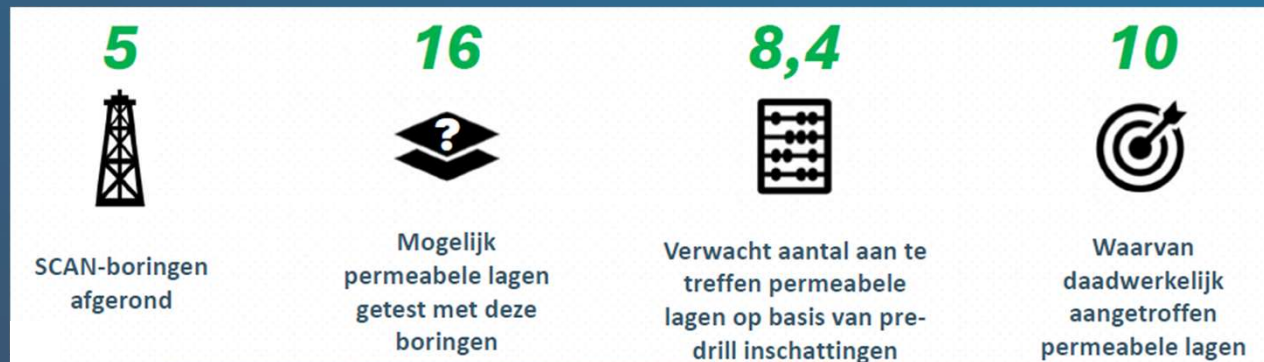 5
SCAN-boringen
afgerond
16
?
Mogelijk
permeabele lagen
getest met deze
boringen
8,4
Verwacht aantal aan te
treffen permeabele
lagen op basis van pre-
drill inschattingen
10
Waarvan
daadwerkelijk
aangetroffen
permeabele lagen